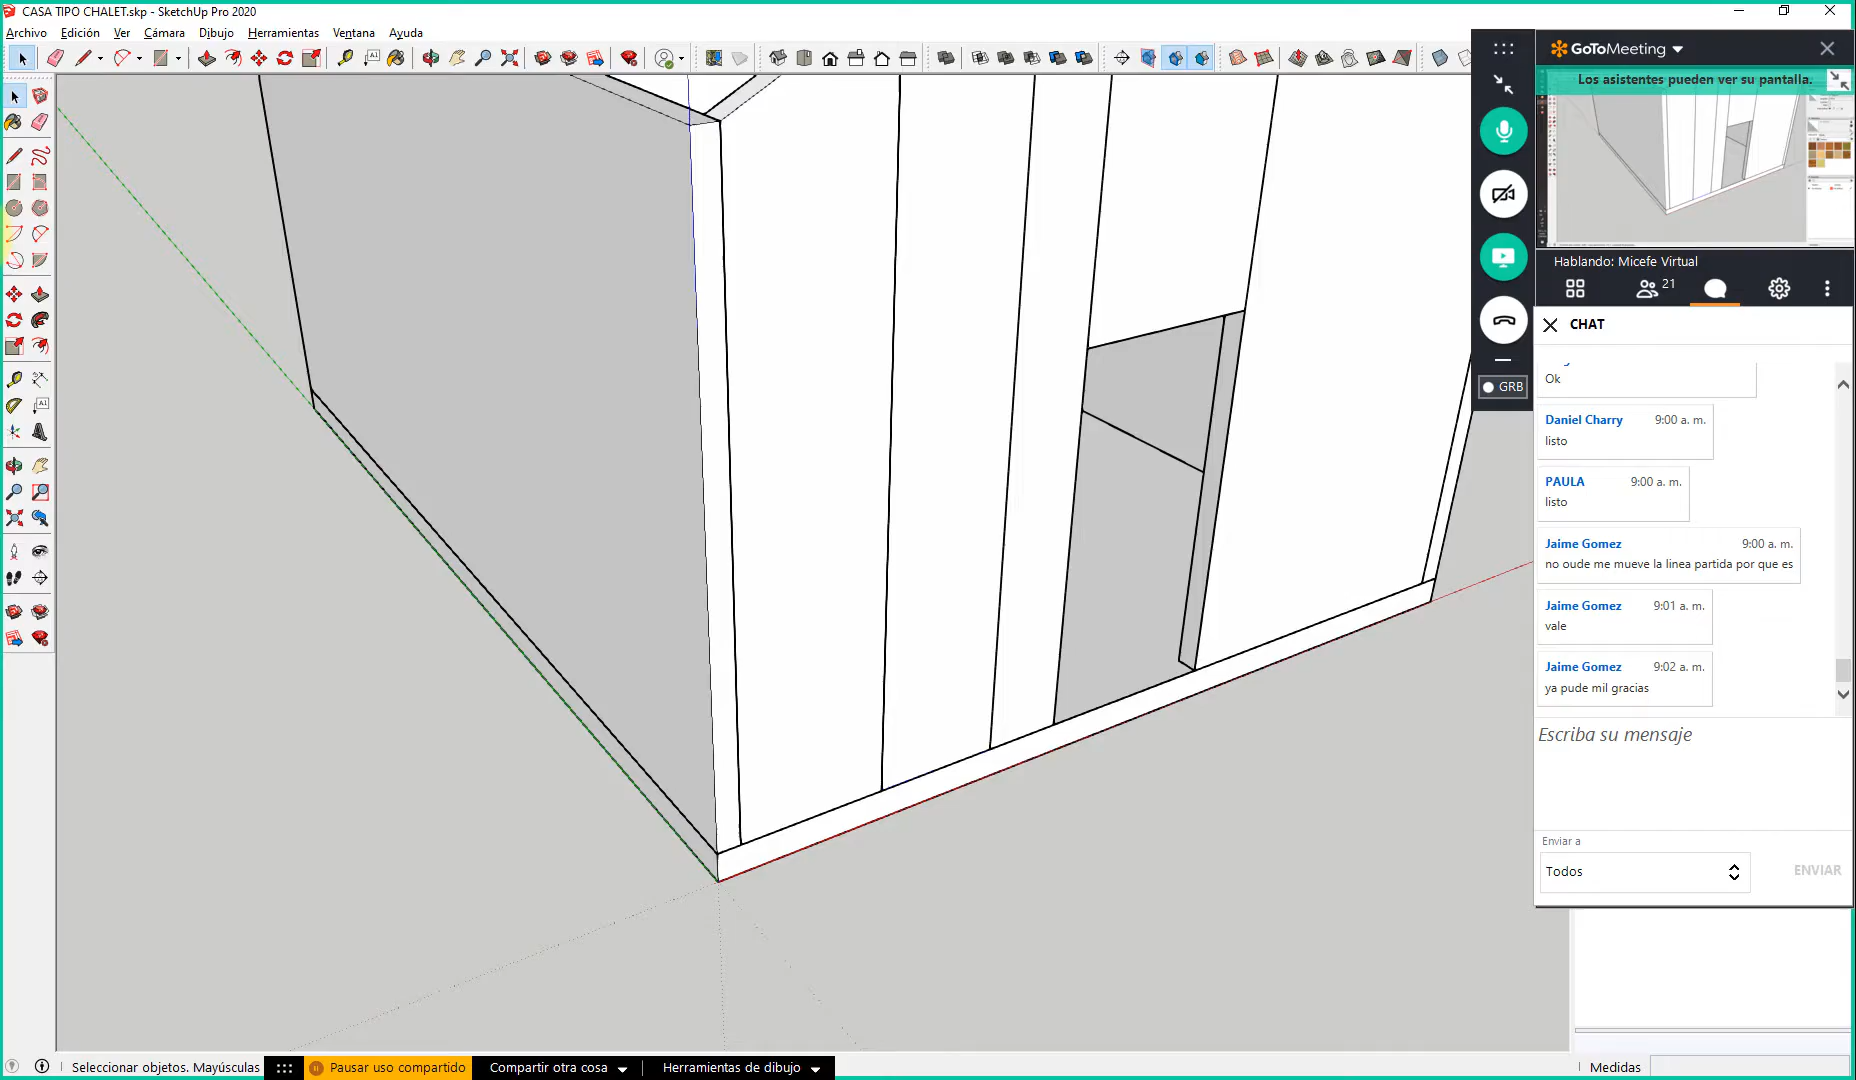 CASA TIPO CHALET.skp - SketchUp Pro 2020
Archivo Edición Ver Cámara Dibujo Herramientas Ventana Ayuda
GoToMeeting
Los asistentes pueden ver su pantalla.
Hablando: Micefe Virtual
21
CHAT
GRB
Ok
Daniel Charry 9:00 a. m.
listo
PAULA 9:00 a. m.
listo
Jaime Gomez 9:00 a. m.
no oude me mueve la linea partida por que es
Jaime Gomez 9:01 a. m.
vale
Jaime Gomez 9:02 a. m.
ya pude mil gracias
Escriba su mensaje
Enviar a
Todos
ENVIAR
Seleccionar objetos. Mayúsculas
Pausar uso compartido
Compartir otra cosa
Herramientas de dibujo
Medidas